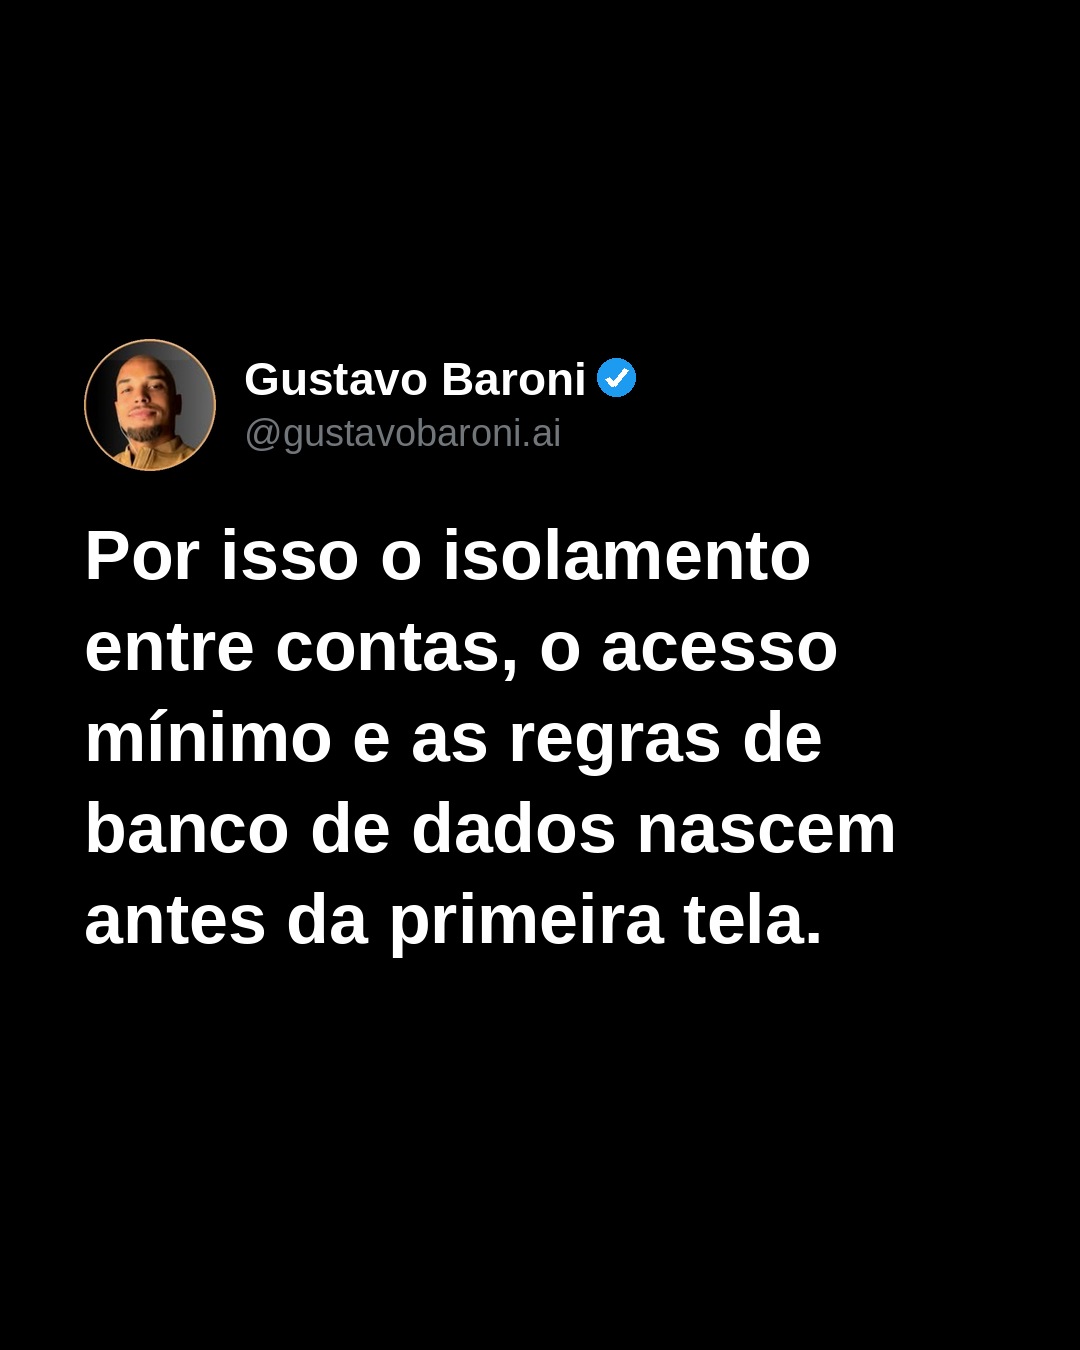 Gustavo Baroni
@gustavobaroni.ai
Por isso o isolamento
entre contas, o acesso
mínimo e as regras de
banco de dados nascem
antes da primeira tela.